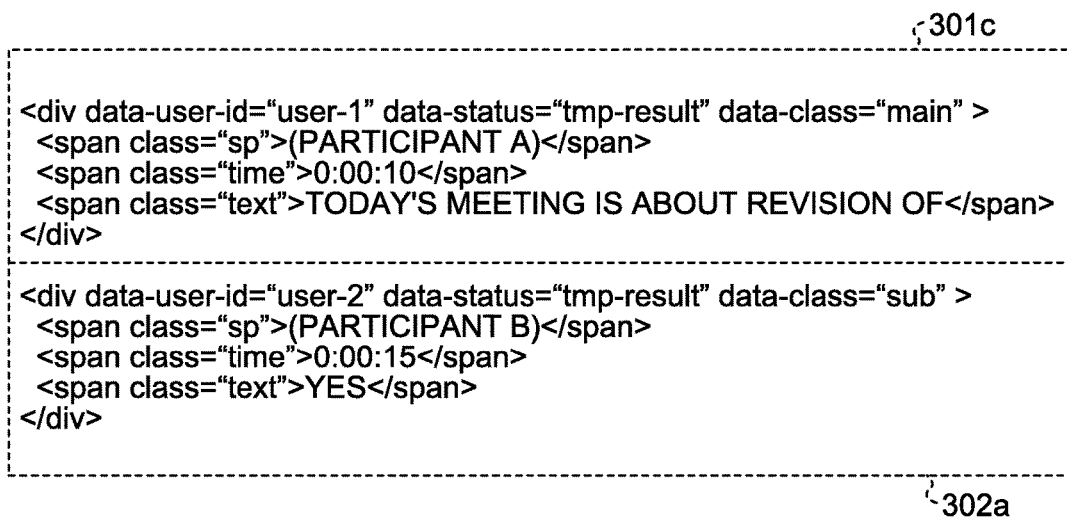 301c
<div data-user-id=“user-1” data-status=“tmp-result” data-class=“main” >
<span class=“sp”>(PARTICIPANT A)</span>
<span class=“time”>0:00:10</span>
<span class=“text”>TODAY'S MEETING IS ABOUT REVISION OF</span>
</div>
<div data-user-id=“user-2” data-status=“tmp-result” data-class=“sub” >
<span class=“sp”>(PARTICIPANT B)</span>
<span class=“time”>0:00:15</span>
<span class=“text”>YES</span>
</div>
302a